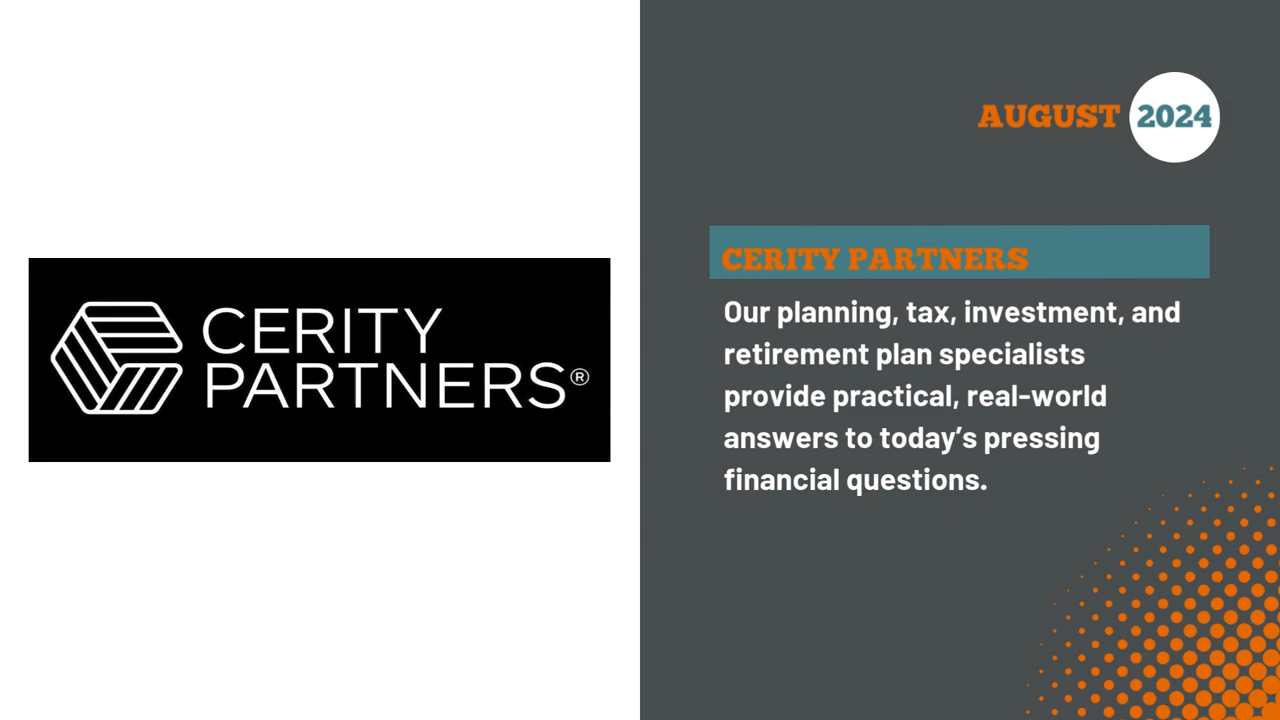 CERITY
PARTNERS®
AUGUST 2024
CERITY PARTNERS
Our planning, tax, investment, and
retirement plan specialists
provide practical, real-world
answers to today’s pressing
financial questions.